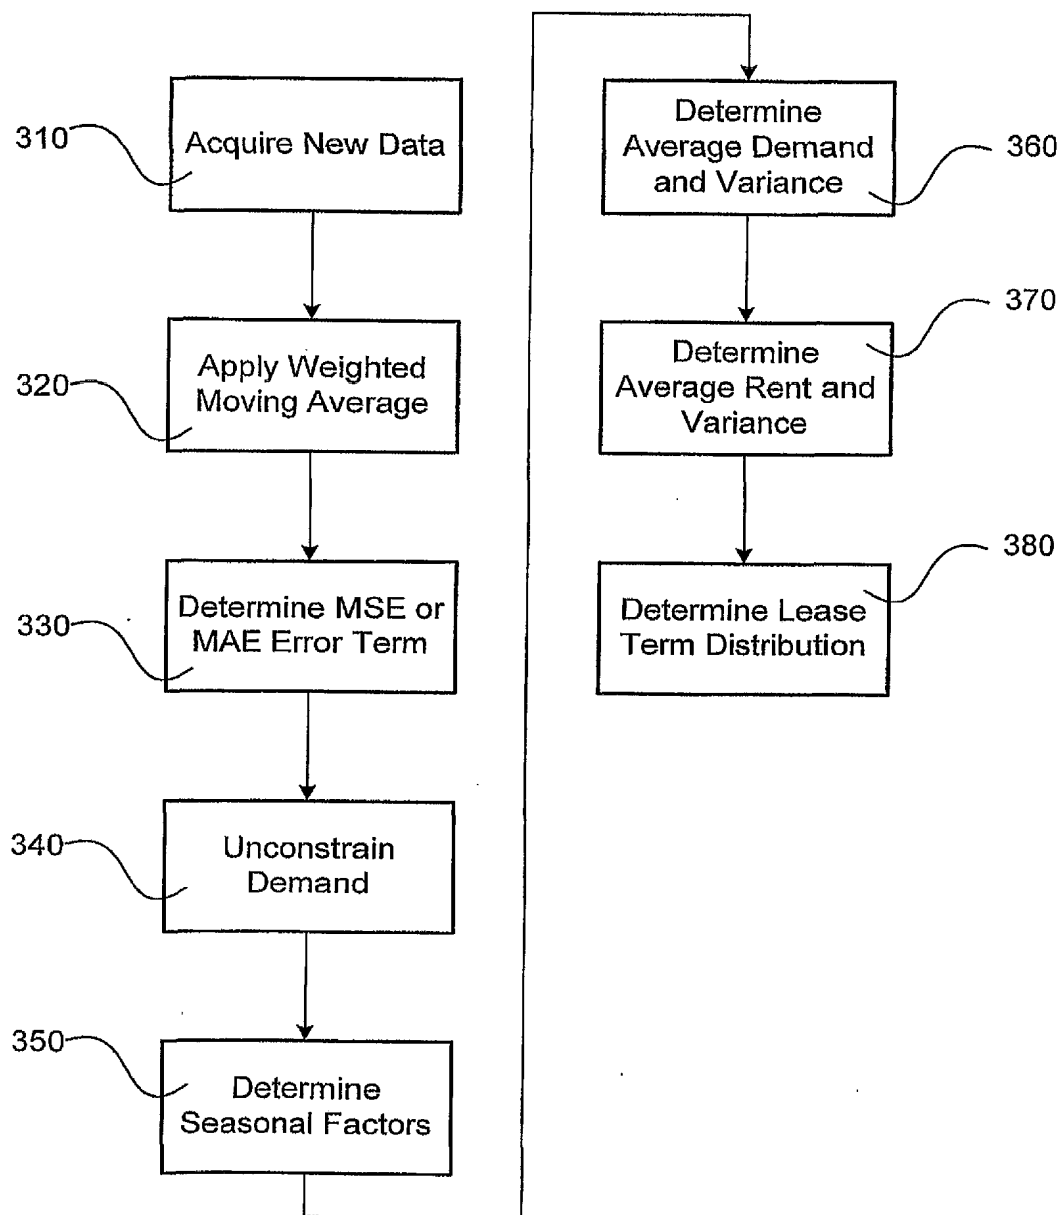 310
Acquire New Data
320
Apply Weighted
Moving Average
330
Determine MSE or
MAE Error Term
340
Unconstrain
Demand
350
Determine
Seasonal Factors
Determine
Average Demand
and Variance
360
Determine
Average Rent and
Variance
370
Determine Lease
Term Distribution
380